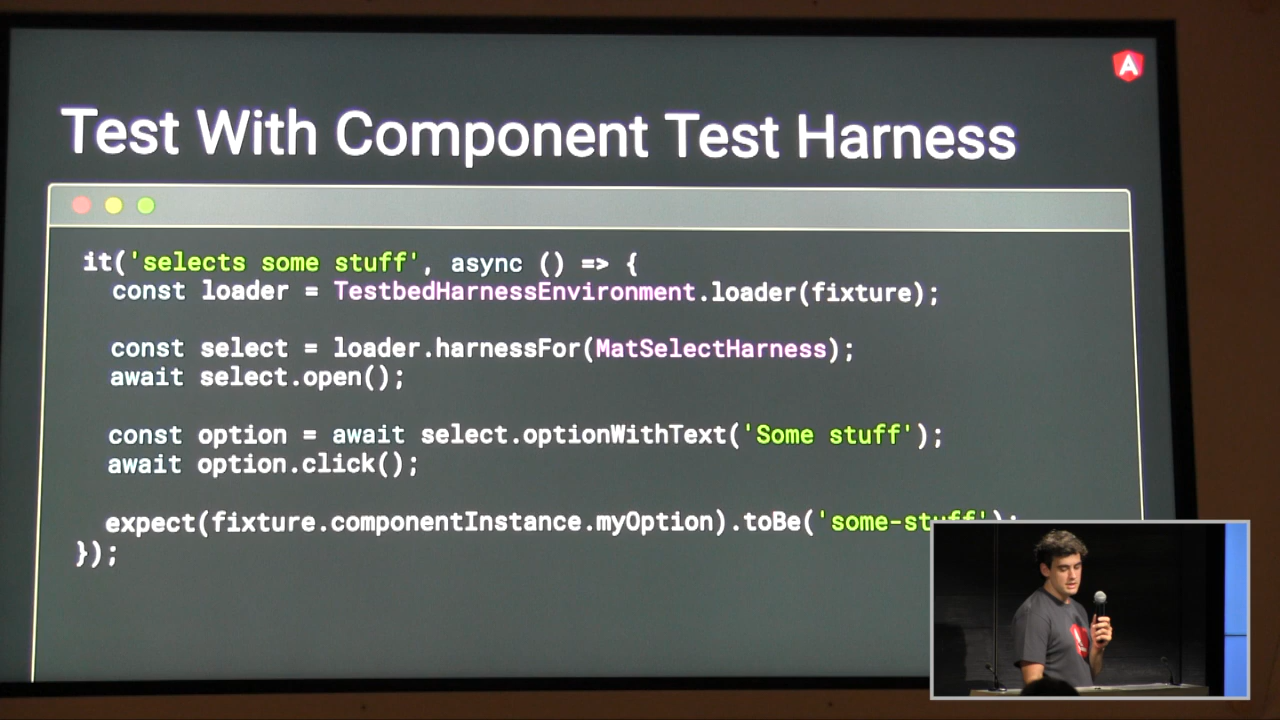 Test With Component Test Harness
it('selects some stuff', async () => {
const loader = TestbedHarnessEnvironment.loader(fixture);
const select = loader.harnessFor(MatSelectHarness);
await select.open();
const option = await select.optionWithText('Some stuff');
await option.click();
expect(fixture.componentInstance.myOption).toBe('some-stuff');
});